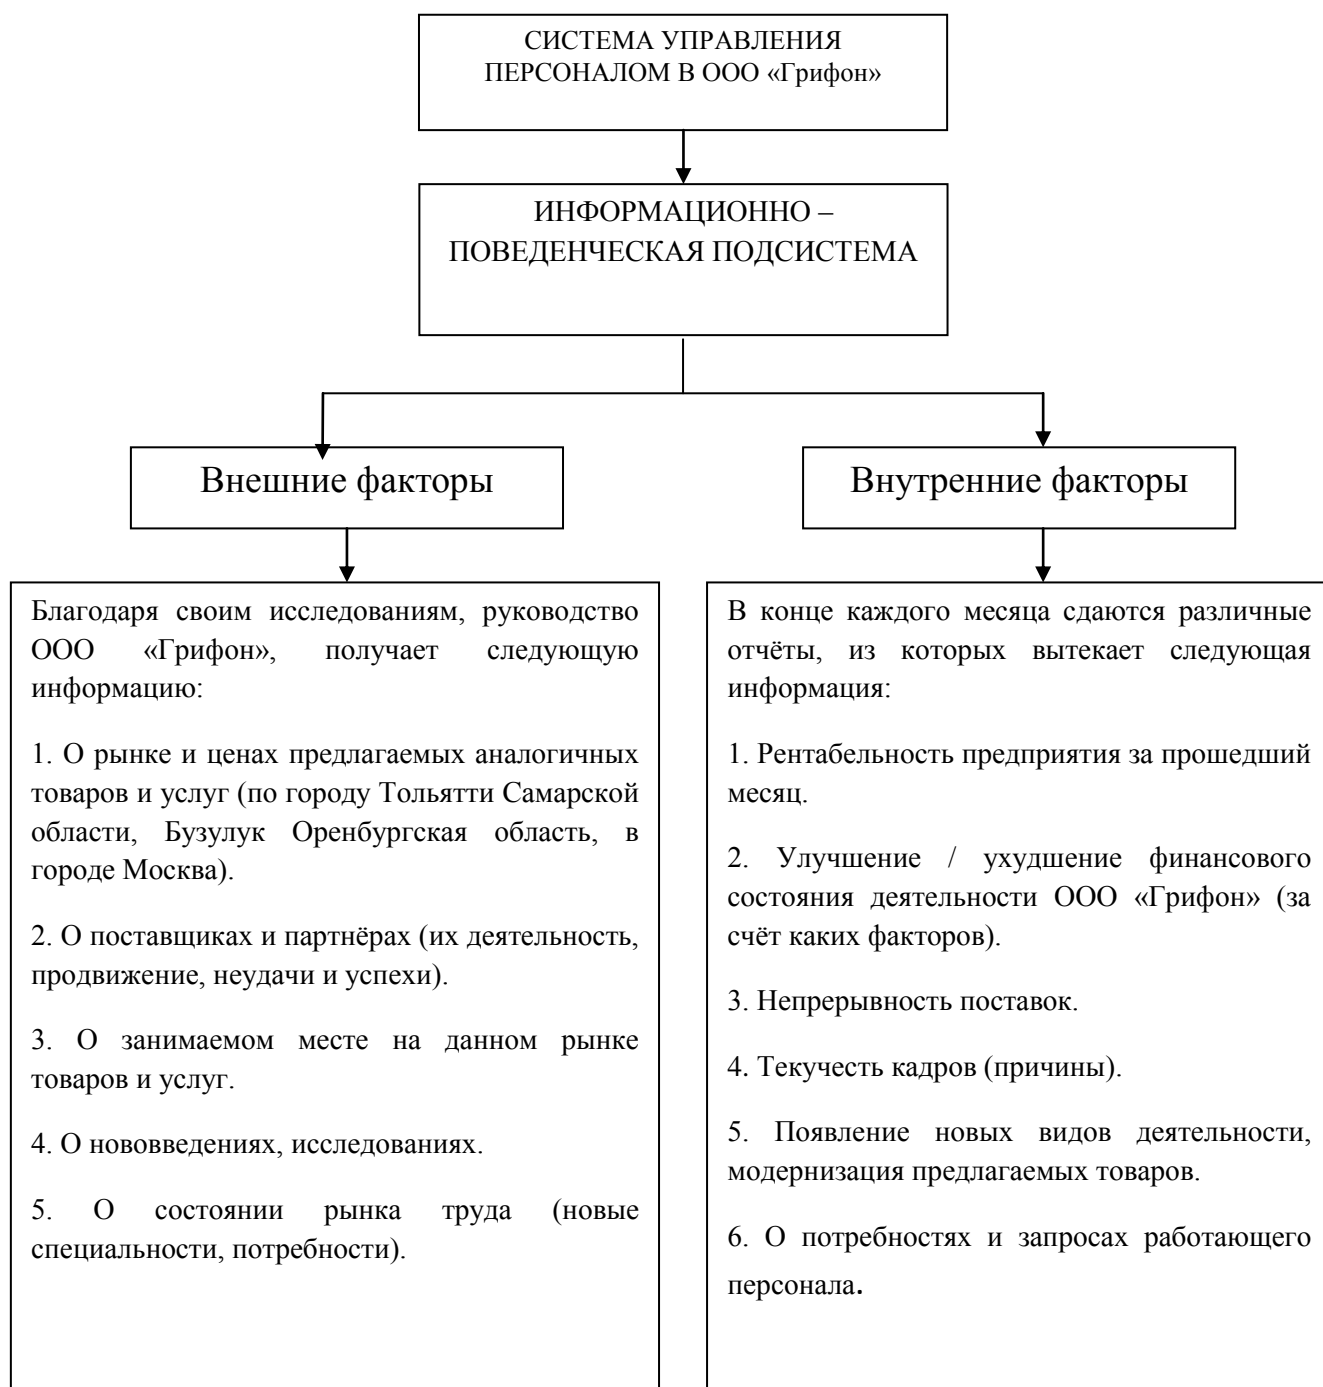 СИСТЕМА УПРАВЛЕНИЯ
ПЕРСОНАЛОМ В ООО «Грифон»
ИНФОРМАЦИОННО –
ПОВЕДЕНЧЕСКАЯ ПОДСИСТЕМА
Внешние факторы
Внутренние факторы
Благодаря своим исследованиям, руководство
ООО «Грифон», получает следующую
информацию:
1. О рынке и ценах предлагаемых аналогичных
товаров и услуг (по городу Тольятти Самарской
области, Бузулук Оренбургская область, в
городе Москва).
2. О поставщиках и партнёрах (их деятельность,
продвижение, неудачи и успехи).
3. О занимаемом месте на данном рынке
товаров и услуг.
4. О нововведениях, исследованиях.
5. О состоянии рынка труда (новые
специальности, потребности).
В конце каждого месяца сдаются различные
отчёты, из которых вытекает следующая
информация:
1. Рентабельность предприятия за прошедший
месяц.
2. Улучшение / ухудшение финансового
состояния деятельности ООО «Грифон» (за
счёт каких факторов).
3. Непрерывность поставок.
4. Текучесть кадров (причины).
5. Появление новых видов деятельности,
модернизация предлагаемых товаров.
6. О потребностях и запросах работающего
персонала.